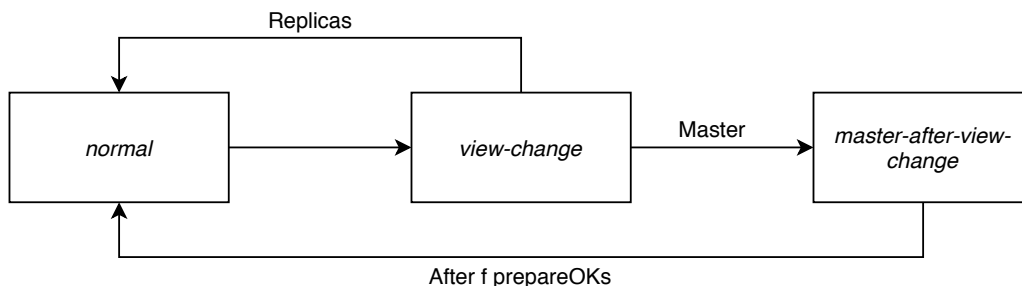 Replicas
normal
view-change
Master
master-after-view-
change
After f prepareOKs